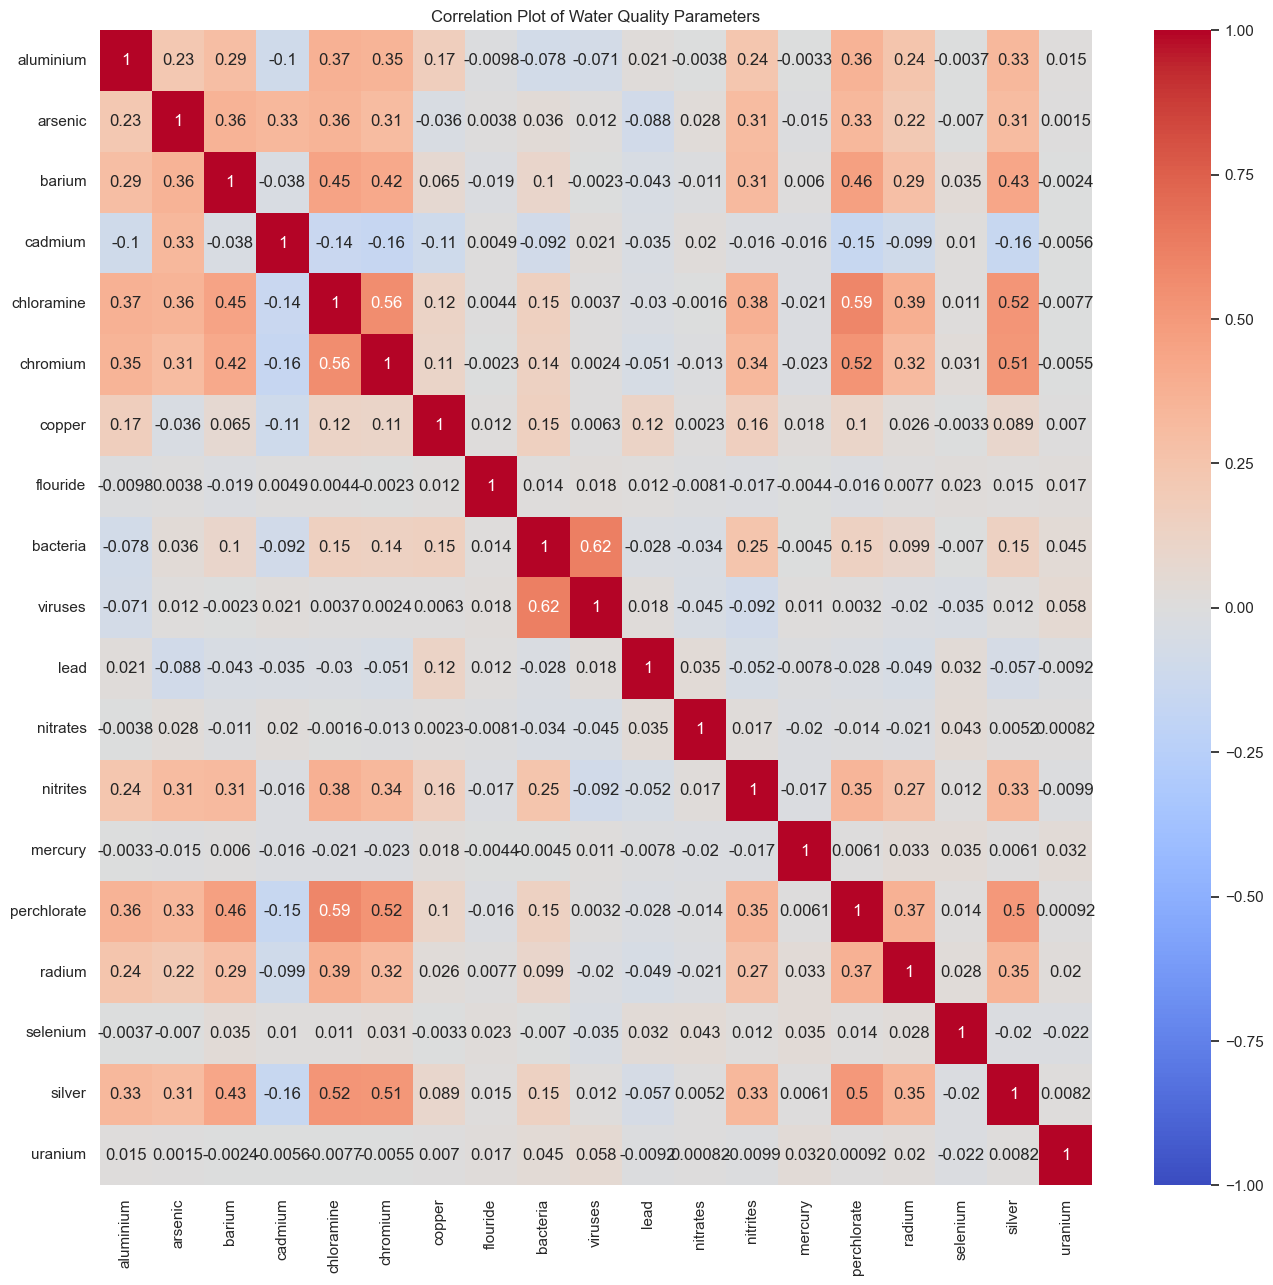 Correlation Plot of Water Quality Parameters
aluminium 1 0.23 0.29 -0.1 0.37 0.35 0.17 -0.0098 -0.078 -0.071 0.021 -0.0038 0.24 -0.0033 0.36 0.24 -0.0037 0.33 0.015
arsenic 0.23 1 0.36 0.33 0.36 0.31 -0.036 0.0038 0.036 0.012 -0.088 0.028 0.31 -0.015 0.33 0.22 -0.007 0.31 0.0015
barium 0.29 0.36 1 -0.038 0.45 0.42 0.065 -0.019 0.1 -0.0023 -0.043 -0.011 0.31 0.006 0.46 0.29 0.035 0.43 -0.0024
cadmium -0.1 0.33 -0.038 1 -0.14 -0.16 -0.11 0.0049 -0.092 0.021 -0.035 0.02 -0.016 -0.016 -0.15 -0.099 0.01 -0.16 -0.0056
chloramine 0.37 0.36 0.45 -0.14 1 0.56 0.12 0.0044 0.15 0.0037 -0.03 -0.0016 0.38 -0.021 0.59 0.39 0.011 0.52 -0.0077
chromium 0.35 0.31 0.42 -0.16 0.56 1 0.11 -0.0023 0.14 0.0024 -0.051 -0.013 0.34 -0.023 0.52 0.32 0.031 0.51 -0.0055
copper 0.17 -0.036 0.065 -0.11 0.12 0.11 1 0.012 0.15 0.0063 0.12 0.0023 0.16 0.018 0.1 0.026 -0.0033 0.089 0.007
flouride -0.0098 0.0038 -0.019 0.0049 0.0044 -0.0023 0.012 1 0.014 0.018 0.012 -0.0081 -0.017 -0.0044 -0.016 0.0077 0.023 0.015 0.017
bacteria -0.078 0.036 0.1 -0.092 0.15 0.14 0.15 0.014 1 0.62 -0.028 -0.034 0.25 -0.0045 0.15 0.099 -0.007 0.15 0.045
viruses -0.071 0.012 -0.0023 0.021 0.0037 0.0024 0.0063 0.018 0.62 1 0.018 -0.045 -0.092 0.011 0.0032 -0.02 -0.035 0.012 0.058
lead 0.021 -0.088 -0.043 -0.035 -0.03 -0.051 0.12 0.012 -0.028 0.018 1 0.035 -0.052 -0.0078 -0.028 -0.049 0.032 -0.057 -0.0092
nitrates -0.0038 0.028 -0.011 0.02 -0.0016 -0.013 0.0023 -0.0081 -0.034 -0.045 0.035 1 0.017 -0.02 -0.014 -0.021 0.043 0.0052 0.00082
nitrites 0.24 0.31 0.31 -0.016 0.38 0.34 0.16 -0.017 0.25 -0.092 -0.052 0.017 1 -0.017 0.35 0.27 0.012 0.33 -0.0099
mercury -0.0033 -0.015 0.006 -0.016 -0.021 -0.023 0.018 -0.0044 -0.0045 0.011 -0.0078 -0.02 -0.017 1 0.0061 0.033 0.035 0.0061 0.032
perchlorate 0.36 0.33 0.46 -0.15 0.59 0.52 0.1 -0.016 0.15 0.0032 -0.028 -0.014 0.35 0.0061 1 0.37 0.014 0.5 0.00092
radium 0.24 0.22 0.29 -0.099 0.39 0.32 0.026 0.0077 0.099 -0.02 -0.049 -0.021 0.27 0.033 0.37 1 0.028 0.35 0.02
selenium -0.0037 -0.007 0.035 0.01 0.011 0.031 -0.0033 0.023 -0.007 -0.035 0.032 0.043 0.012 0.035 0.014 0.028 1 -0.02 -0.022
silver 0.33 0.31 0.43 -0.16 0.52 0.51 0.089 0.015 0.15 0.012 -0.057 0.0052 0.33 0.0061 0.5 0.35 -0.02 1 0.0082
uranium 0.015 0.0015 -0.0024 -0.0056 -0.0077 -0.0055 0.007 0.017 0.045 0.058 -0.0092 0.00082 -0.0099 0.032 0.00092 0.02 -0.022 0.0082 1
aluminium arsenic barium cadmium chloramine chromium copper flouride bacteria viruses lead nitrates nitrites mercury perchlorate radium selenium silver uranium
1.00
0.75
0.50
0.25
0.00
−0.25
−0.50
−0.75
−1.00